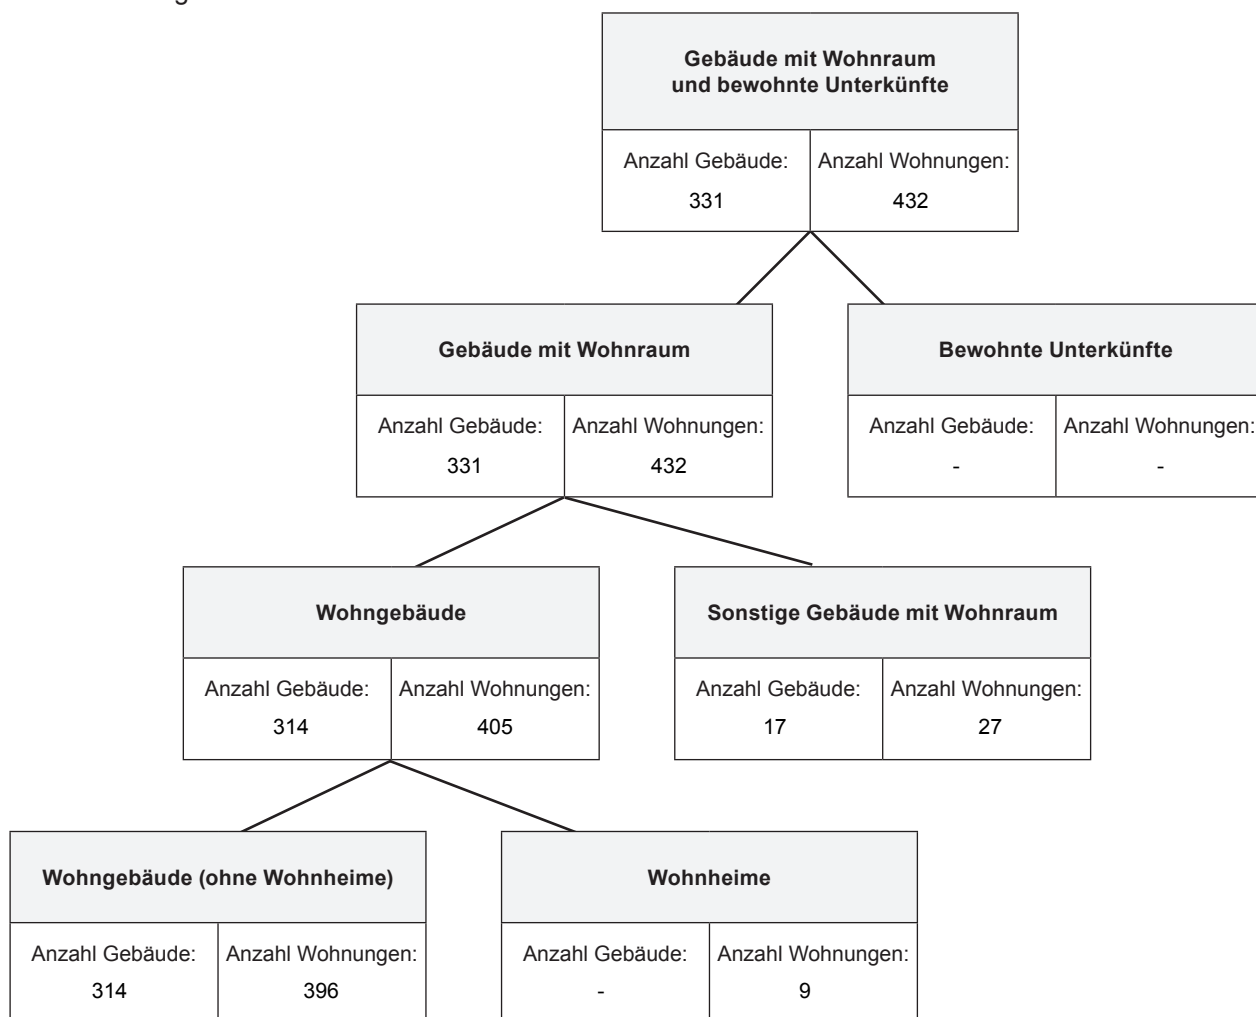 Gebäude mit Wohnraum
und bewohnte Unterkünfte
Anzahl Gebäude: Anzahl Wohnungen:
331 432
Gebäude mit Wohnraum Bewohnte Unterkünfte
Anzahl Gebäude: Anzahl Wohnungen: Anzahl Gebäude: Anzahl Wohnungen:
331 432 - -
Wohngebäude Sonstige Gebäude mit Wohnraum
Anzahl Gebäude: Anzahl Wohnungen: Anzahl Gebäude: Anzahl Wohnungen:
314 405 17 27
Wohngebäude (ohne Wohnheime) Wohnheime
Anzahl Gebäude: Anzahl Wohnungen: Anzahl Gebäude: Anzahl Wohnungen:
314 396 - 9